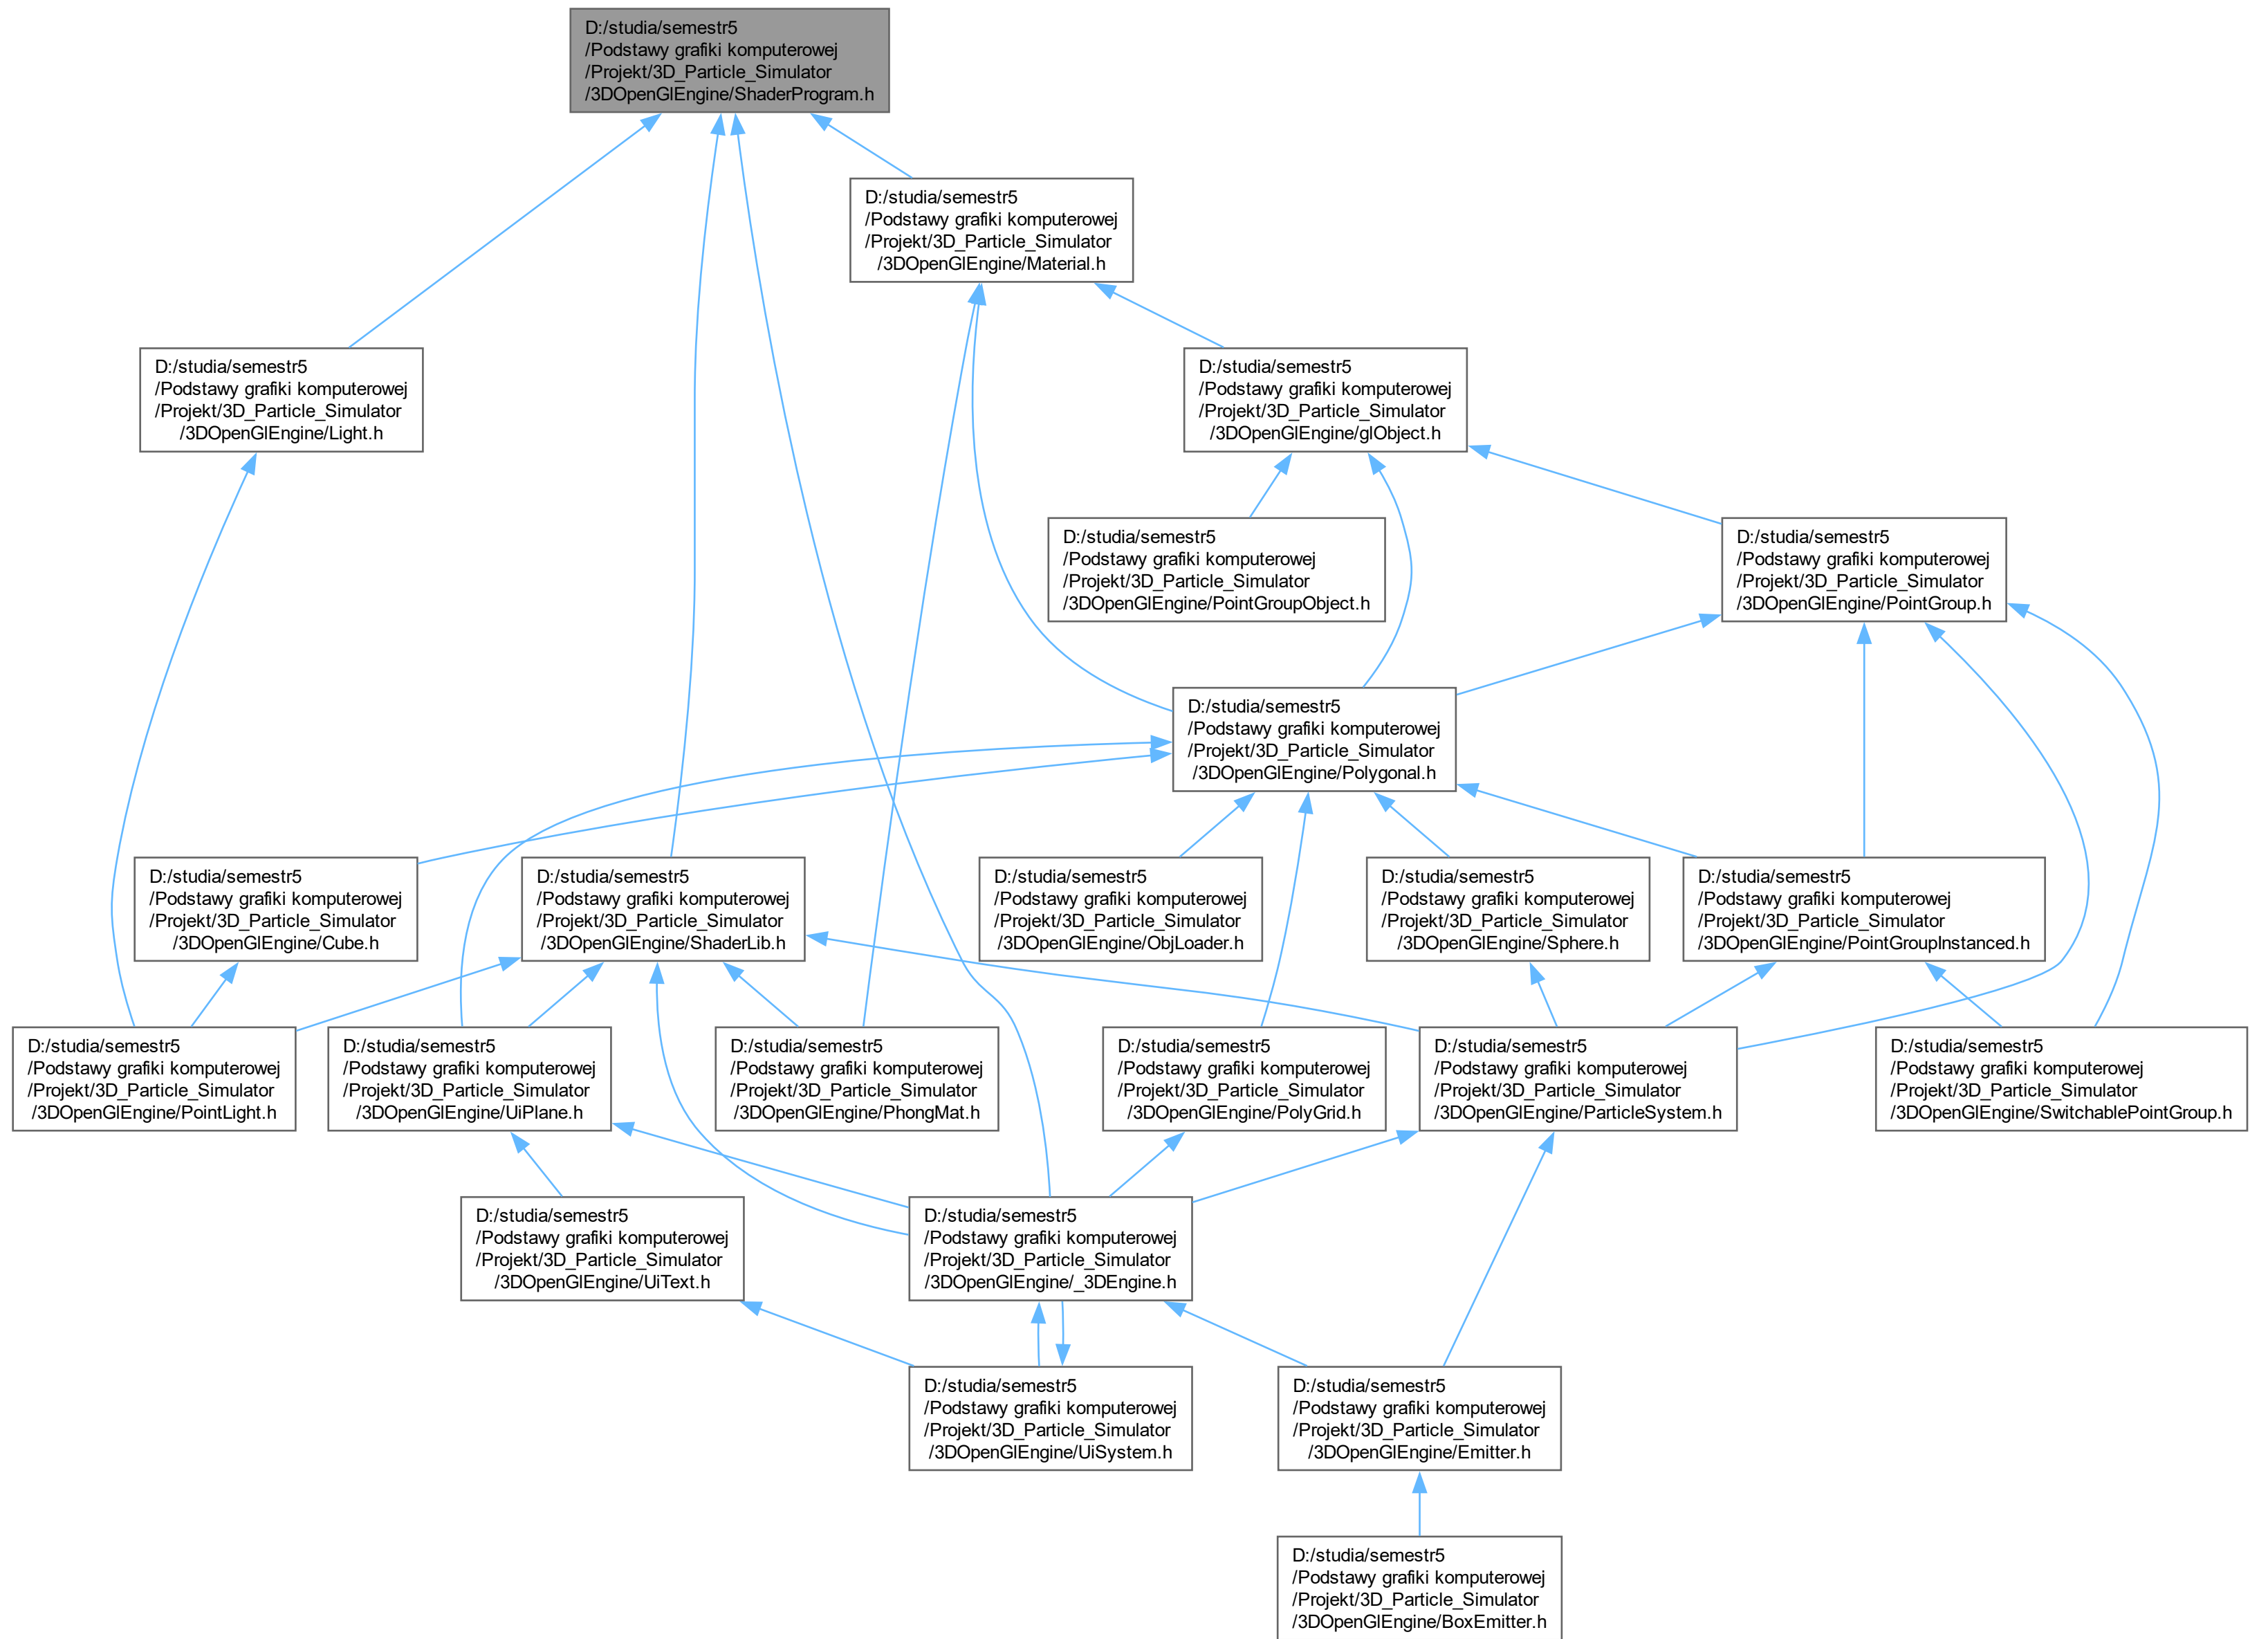 D:/studia/semestr5
/Podstawy grafiki komputerowej
/Projekt/3D_Particle_Simulator
/3DOpenGlEngine/ShaderProgram.h
D:/studia/semestr5
/Podstawy grafiki komputerowej
/Projekt/3D_Particle_Simulator
/3DOpenGlEngine/Material.h
D:/studia/semestr5
/Podstawy grafiki komputerowej
/Projekt/3D_Particle_Simulator
/3DOpenGlEngine/Light.h
D:/studia/semestr5
/Podstawy grafiki komputerowej
/Projekt/3D_Particle_Simulator
/3DOpenGlEngine/glObject.h
D:/studia/semestr5
/Podstawy grafiki komputerowej
/Projekt/3D_Particle_Simulator
/3DOpenGlEngine/PointGroupObject.h
D:/studia/semestr5
/Podstawy grafiki komputerowej
/Projekt/3D_Particle_Simulator
/3DOpenGlEngine/PointGroup.h
D:/studia/semestr5
/Podstawy grafiki komputerowej
/Projekt/3D_Particle_Simulator
/3DOpenGlEngine/Polygonal.h
D:/studia/semestr5
/Podstawy grafiki komputerowej
/Projekt/3D_Particle_Simulator
/3DOpenGlEngine/Cube.h
D:/studia/semestr5
/Podstawy grafiki komputerowej
/Projekt/3D_Particle_Simulator
/3DOpenGlEngine/ShaderLib.h
D:/studia/semestr5
/Podstawy grafiki komputerowej
/Projekt/3D_Particle_Simulator
/3DOpenGlEngine/ObjLoader.h
D:/studia/semestr5
/Podstawy grafiki komputerowej
/Projekt/3D_Particle_Simulator
/3DOpenGlEngine/Sphere.h
D:/studia/semestr5
/Podstawy grafiki komputerowej
/Projekt/3D_Particle_Simulator
/3DOpenGlEngine/PointGroupInstanced.h
D:/studia/semestr5
/Podstawy grafiki komputerowej
/Projekt/3D_Particle_Simulator
/3DOpenGlEngine/PointLight.h
D:/studia/semestr5
/Podstawy grafiki komputerowej
/Projekt/3D_Particle_Simulator
/3DOpenGlEngine/UiPlane.h
D:/studia/semestr5
/Podstawy grafiki komputerowej
/Projekt/3D_Particle_Simulator
/3DOpenGlEngine/PhongMat.h
D:/studia/semestr5
/Podstawy grafiki komputerowej
/Projekt/3D_Particle_Simulator
/3DOpenGlEngine/PolyGrid.h
D:/studia/semestr5
/Podstawy grafiki komputerowej
/Projekt/3D_Particle_Simulator
/3DOpenGlEngine/ParticleSystem.h
D:/studia/semestr5
/Podstawy grafiki komputerowej
/Projekt/3D_Particle_Simulator
/3DOpenGlEngine/SwitchablePointGroup.h
D:/studia/semestr5
/Podstawy grafiki komputerowej
/Projekt/3D_Particle_Simulator
/3DOpenGlEngine/UiText.h
D:/studia/semestr5
/Podstawy grafiki komputerowej
/Projekt/3D_Particle_Simulator
/3DOpenGlEngine/_3DEngine.h
D:/studia/semestr5
/Podstawy grafiki komputerowej
/Projekt/3D_Particle_Simulator
/3DOpenGlEngine/UiSystem.h
D:/studia/semestr5
/Podstawy grafiki komputerowej
/Projekt/3D_Particle_Simulator
/3DOpenGlEngine/Emitter.h
D:/studia/semestr5
/Podstawy grafiki komputerowej
/Projekt/3D_Particle_Simulator
/3DOpenGlEngine/BoxEmitter.h